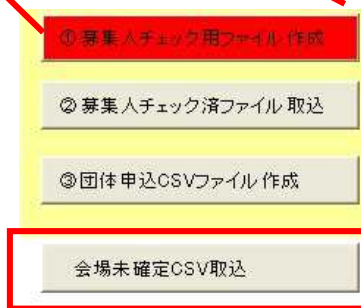 ①募集人チェック用ファイル作成
②募集人チェック済ファイル取込
③団体申込CSVファイル作成
会場未確定CSV取込